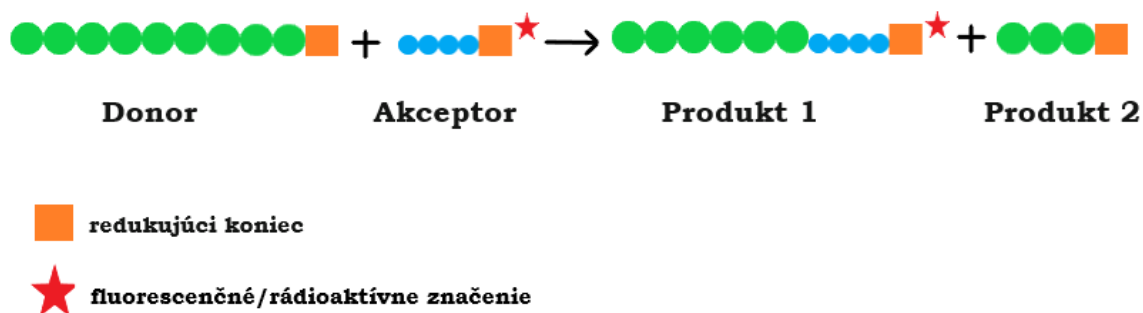 Donor Akceptor Produkt 1 Produkt 2
redukujúci koniec
fluorescenčné/rádioaktívne značenie